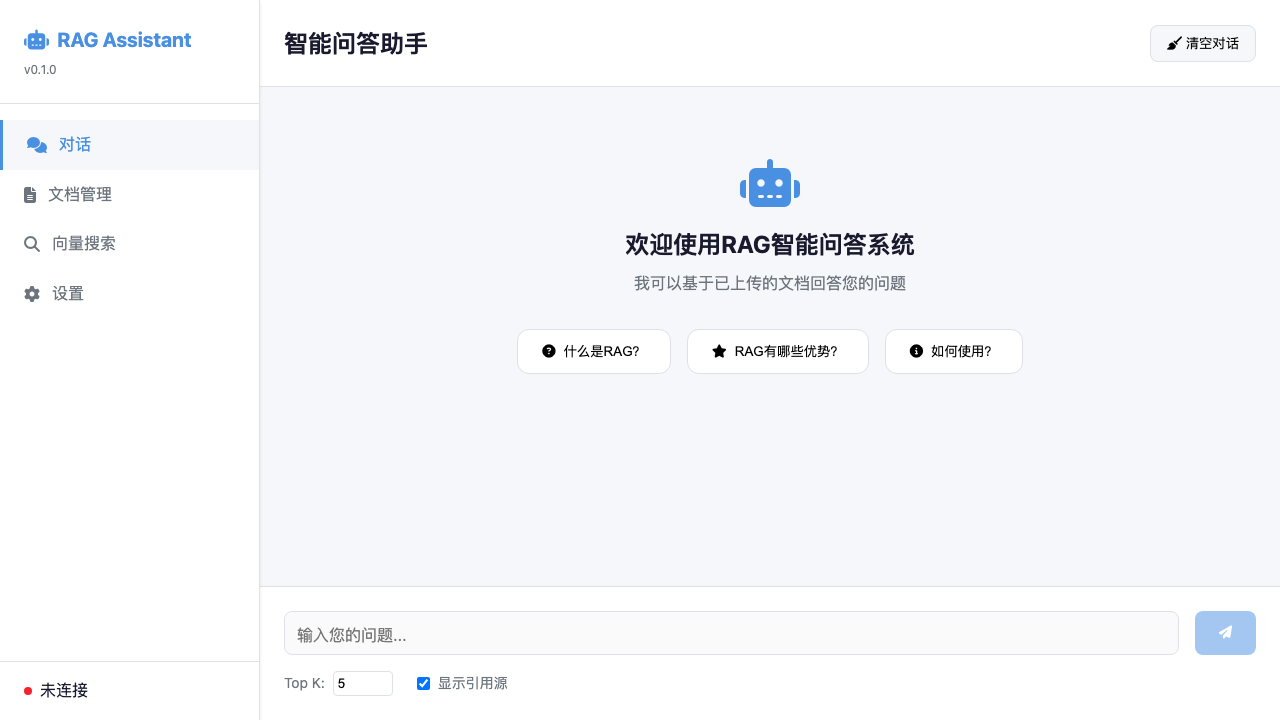 RAG Assistant
v0.1.0
对话
文档管理
向量搜索
设置
未连接
智能问答助手
清空对话
欢迎使用RAG智能问答系统
我可以基于已上传的文档回答您的问题
什么是RAG?
RAG有哪些优势?
如何使用?
输入您的问题...
Top K: 5
显示引用源